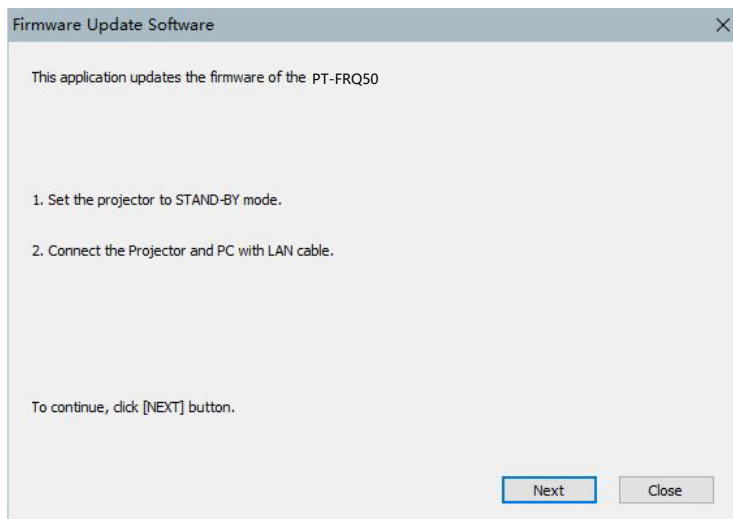 Firmware Update Software
This application updates the firmware of the PT-FRQ50
1. Set the projector to STAND-BY mode.
2. Connect the Projector and PC with LAN cable.
To continue, click [NEXT] button.
Next
Close